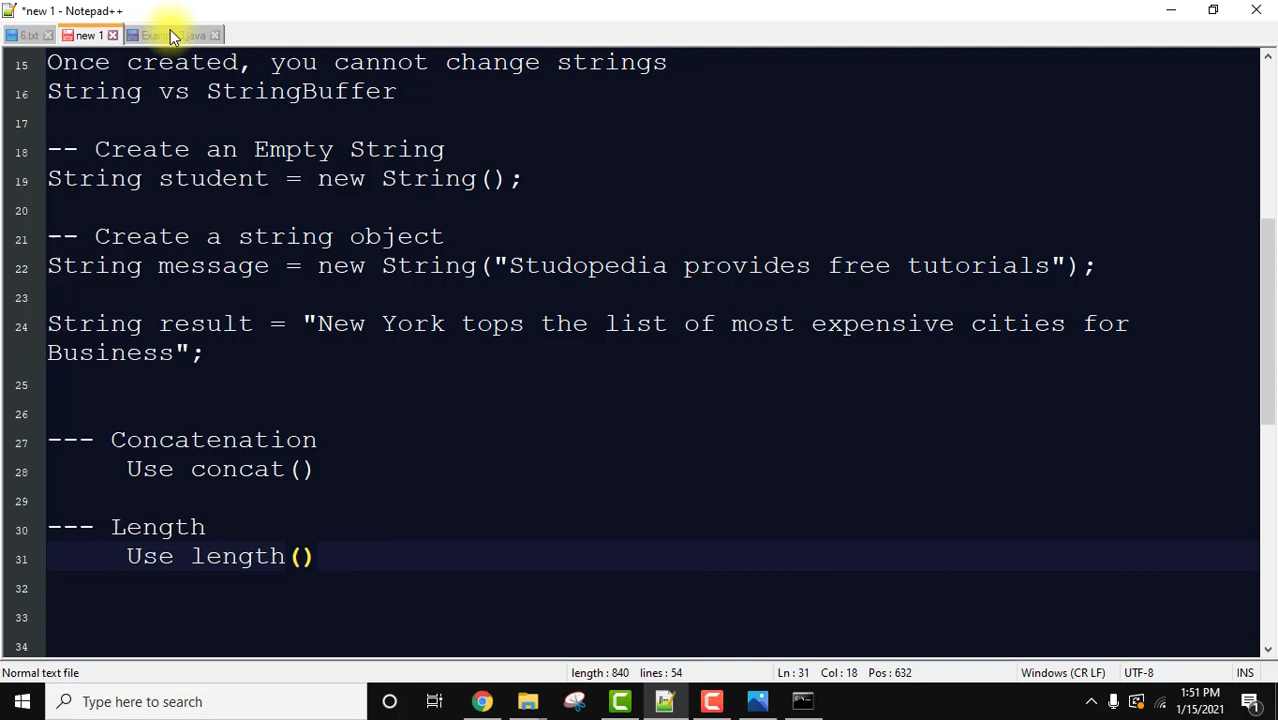 *new 1 - Notepad++
6.txt new 1
15 Once created, you cannot change strings
16 String vs StringBuffer
17
18 -- Create an Empty String
19 String student = new String();
20
21 -- Create a string object
22 String message = new String("Studopedia provides free tutorials");
23
24 String result = "New York tops the list of most expensive cities for
Business";
25
26
27 --- Concatenation
28 Use concat()
29
30 --- Length
31 Use length()
32
33
34
Normal text file length : 840 lines : 54 Ln : 31 Col : 18 Pos : 632 Windows (CR LF) UTF-8 INS
Type here to search
1:51 PM
1/15/2021